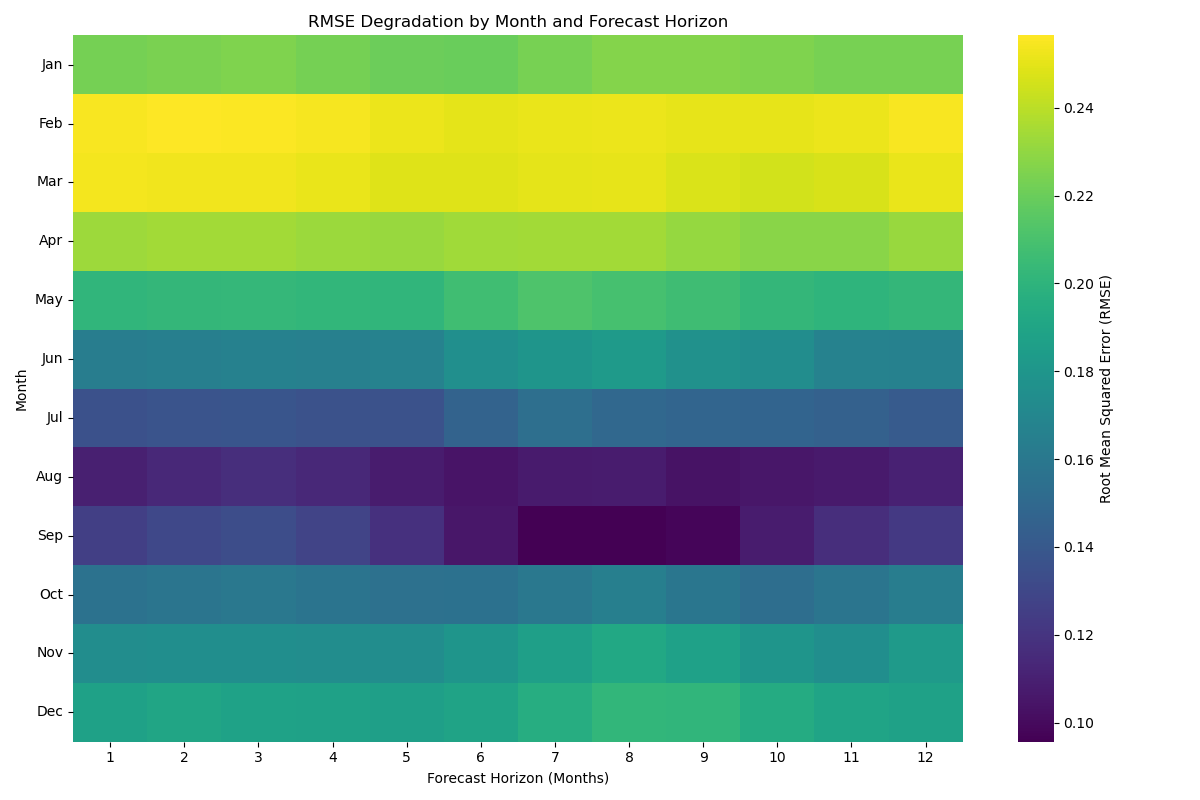 RMSE Degradation by Month and Forecast Horizon
Jan
Feb
Mar
Apr
May
Jun
Jul
Aug
Sep
Oct
Nov
Dec
Month
1 2 3 4 5 6 7 8 9 10 11 12
Forecast Horizon (Months)
0.24
0.22
0.20
0.18
0.16
0.14
0.12
0.10
Root Mean Squared Error (RMSE)